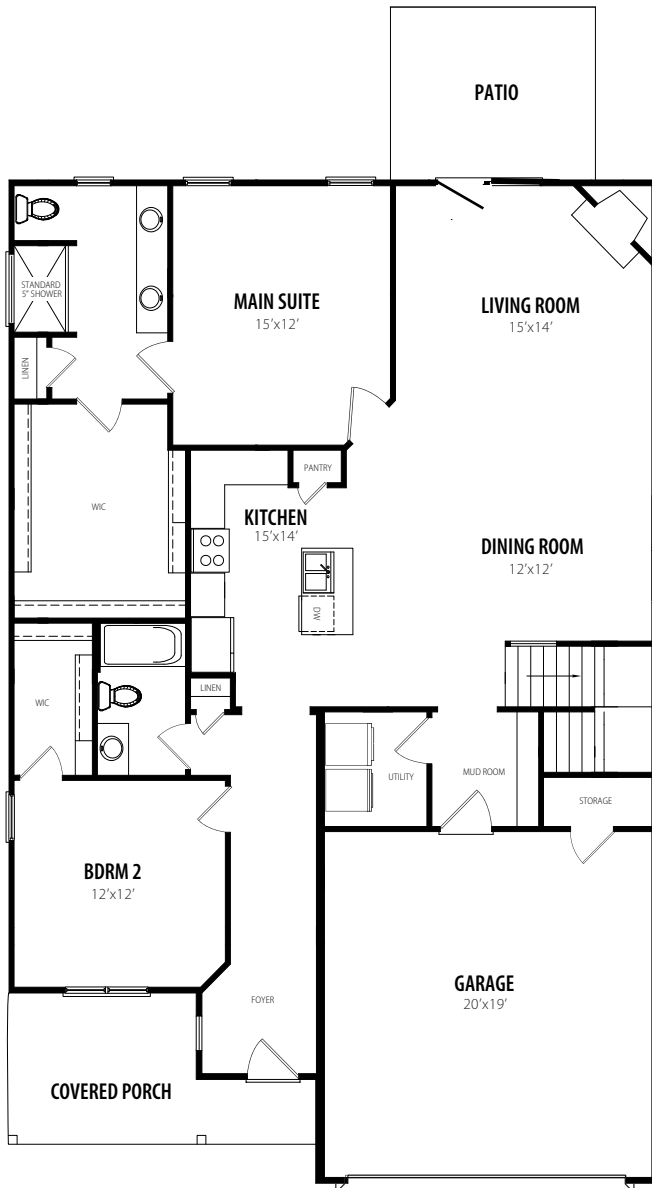 PATIO
STANDARD
5" SHOWER
MAIN SUITE
15'x12'
LIVING ROOM
15'x14'
LINEN
PANTRY
WIC
KITCHEN
15'x14'
DINING ROOM
12'x12'
DW
LINEN
WIC
UTILITY
MUD ROOM
STORAGE
BDRM 2
12'x12'
GARAGE
20'x19'
FOYER
COVERED PORCH